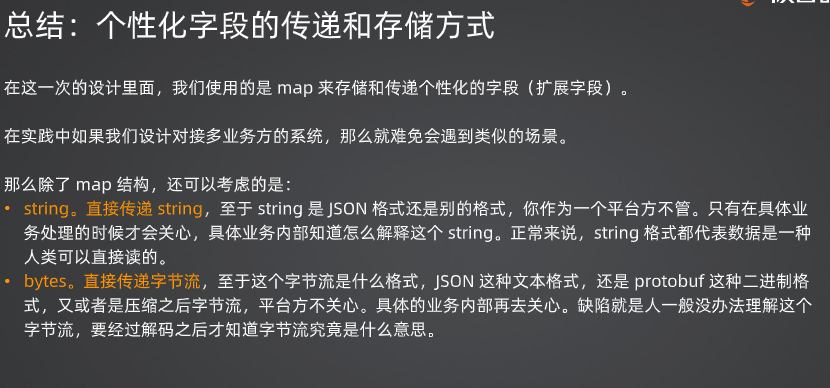 总结：个性化字段的传递和存储方式
在这一次的设计里面，我们使用的是 map 来存储和传递个性化的字段（扩展字段）。
在实践中如果我们设计对接多业务方的系统，那么就难免会遇到类似的场景。
那么除了 map 结构，还可以考虑的是：
• string。直接传递 string，至于 string 是 JSON 格式还是别的格式，你作为一个平台方不管。只有在具体业
务处理的时候才会关心，具体业务内部知道怎么解释这个 string。正常来说，string 格式都代表数据是一种
人类可以直接读的。
• bytes。直接传递字节流，至于这个字节流是什么格式，JSON 这种文本格式，还是 protobuf 这种二进制格
式，又或者是压缩之后字节流，平台方不关心。具体的业务内部再去关心。缺陷就是人一般没办法理解这个
字节流，要经过解码之后才知道字节流究竟是什么意思。